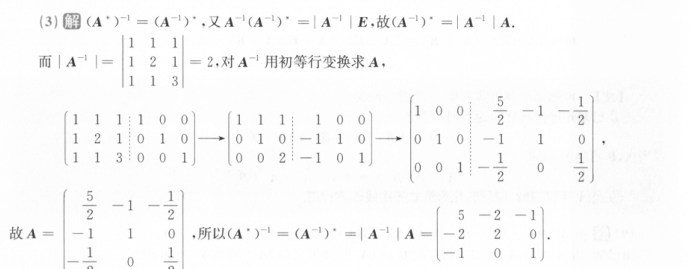 (3) 解 (A*)⁻¹ = (A⁻¹)*,又 A⁻¹(A⁻¹)* = | A⁻¹ | E,故(A⁻¹)* = | A⁻¹ | A.
而 | A⁻¹ | = | 1 1 1 ; 1 2 1 ; 1 1 3 | = 2,对 A⁻¹ 用初等行变换求 A,
( 1 1 1 ┆ 1 0 0 ; 1 2 1 ┆ 0 1 0 ; 1 1 3 ┆ 0 0 1 ) → ( 1 1 1 ┆ 1 0 0 ; 0 1 0 ┆ −1 1 0 ; 0 0 2 ┆ −1 0 1 ) → ( 1 0 0 ┆ 5/2 −1 −1/2 ; 0 1 0 ┆ −1 1 0 ; 0 0 1 ┆ −1/2 0 1/2 ),
故 A = ( 5/2 −1 −1/2 ; −1 1 0 ; −1/2 0 1/2 ),所以(A*)⁻¹ = (A⁻¹)* = | A⁻¹ | A = ( 5 −2 −1 ; −2 2 0 ; −1 0 1 ).